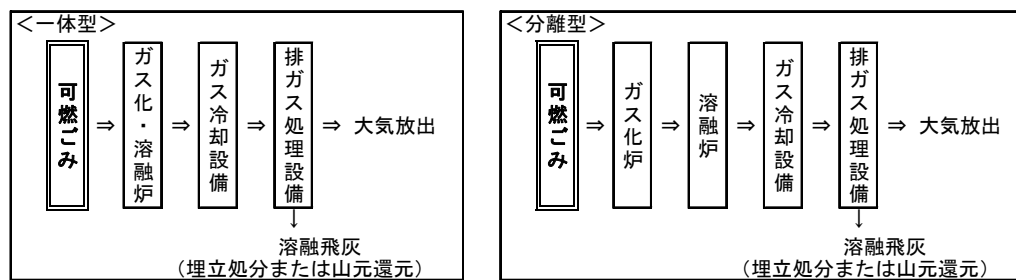 ＜一体型＞
可燃ごみ ⇒ ガス化・溶融炉 ⇒ ガス冷却設備 ⇒ 排ガス処理設備 ⇒ 大気放出
↓
溶融飛灰
（埋立処分または山元還元）
＜分離型＞
可燃ごみ ⇒ ガス化炉 ⇒ 溶融炉 ⇒ ガス冷却設備 ⇒ 排ガス処理設備 ⇒ 大気放出
↓
溶融飛灰
（埋立処分または山元還元）